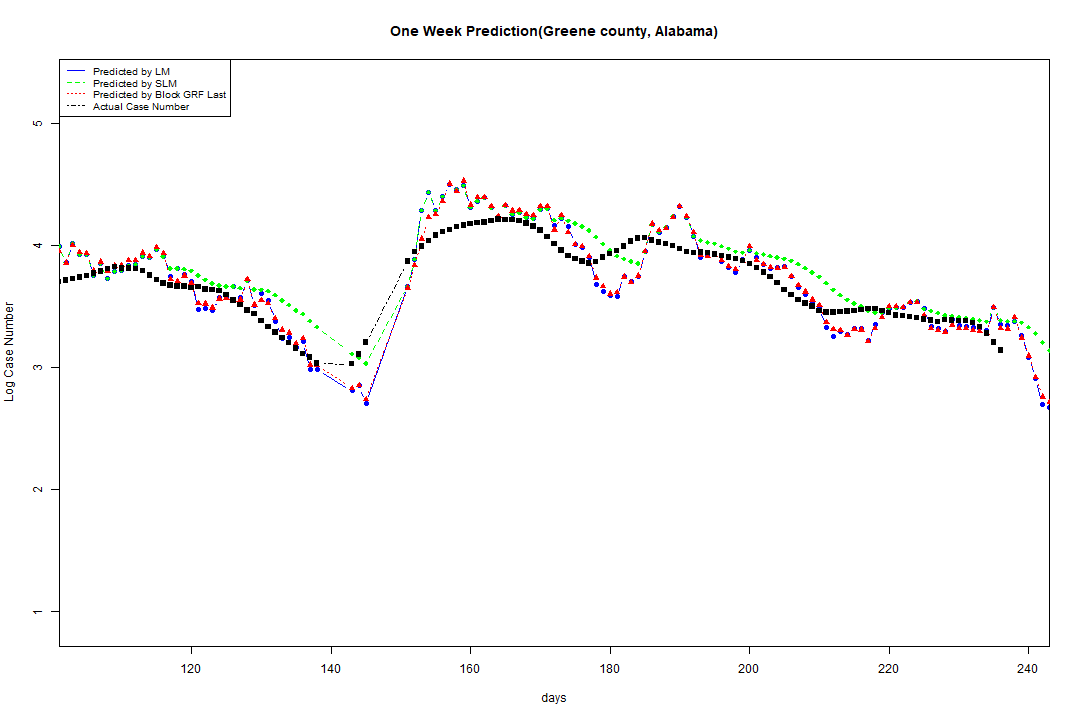 One Week Prediction(Greene county, Alabama)
Predicted by LM
Predicted by SLM
Predicted by Block GRF Last
Actual Case Number
5
4
3
2
1
Log Case Number
120 140 160 180 200 220 240
days